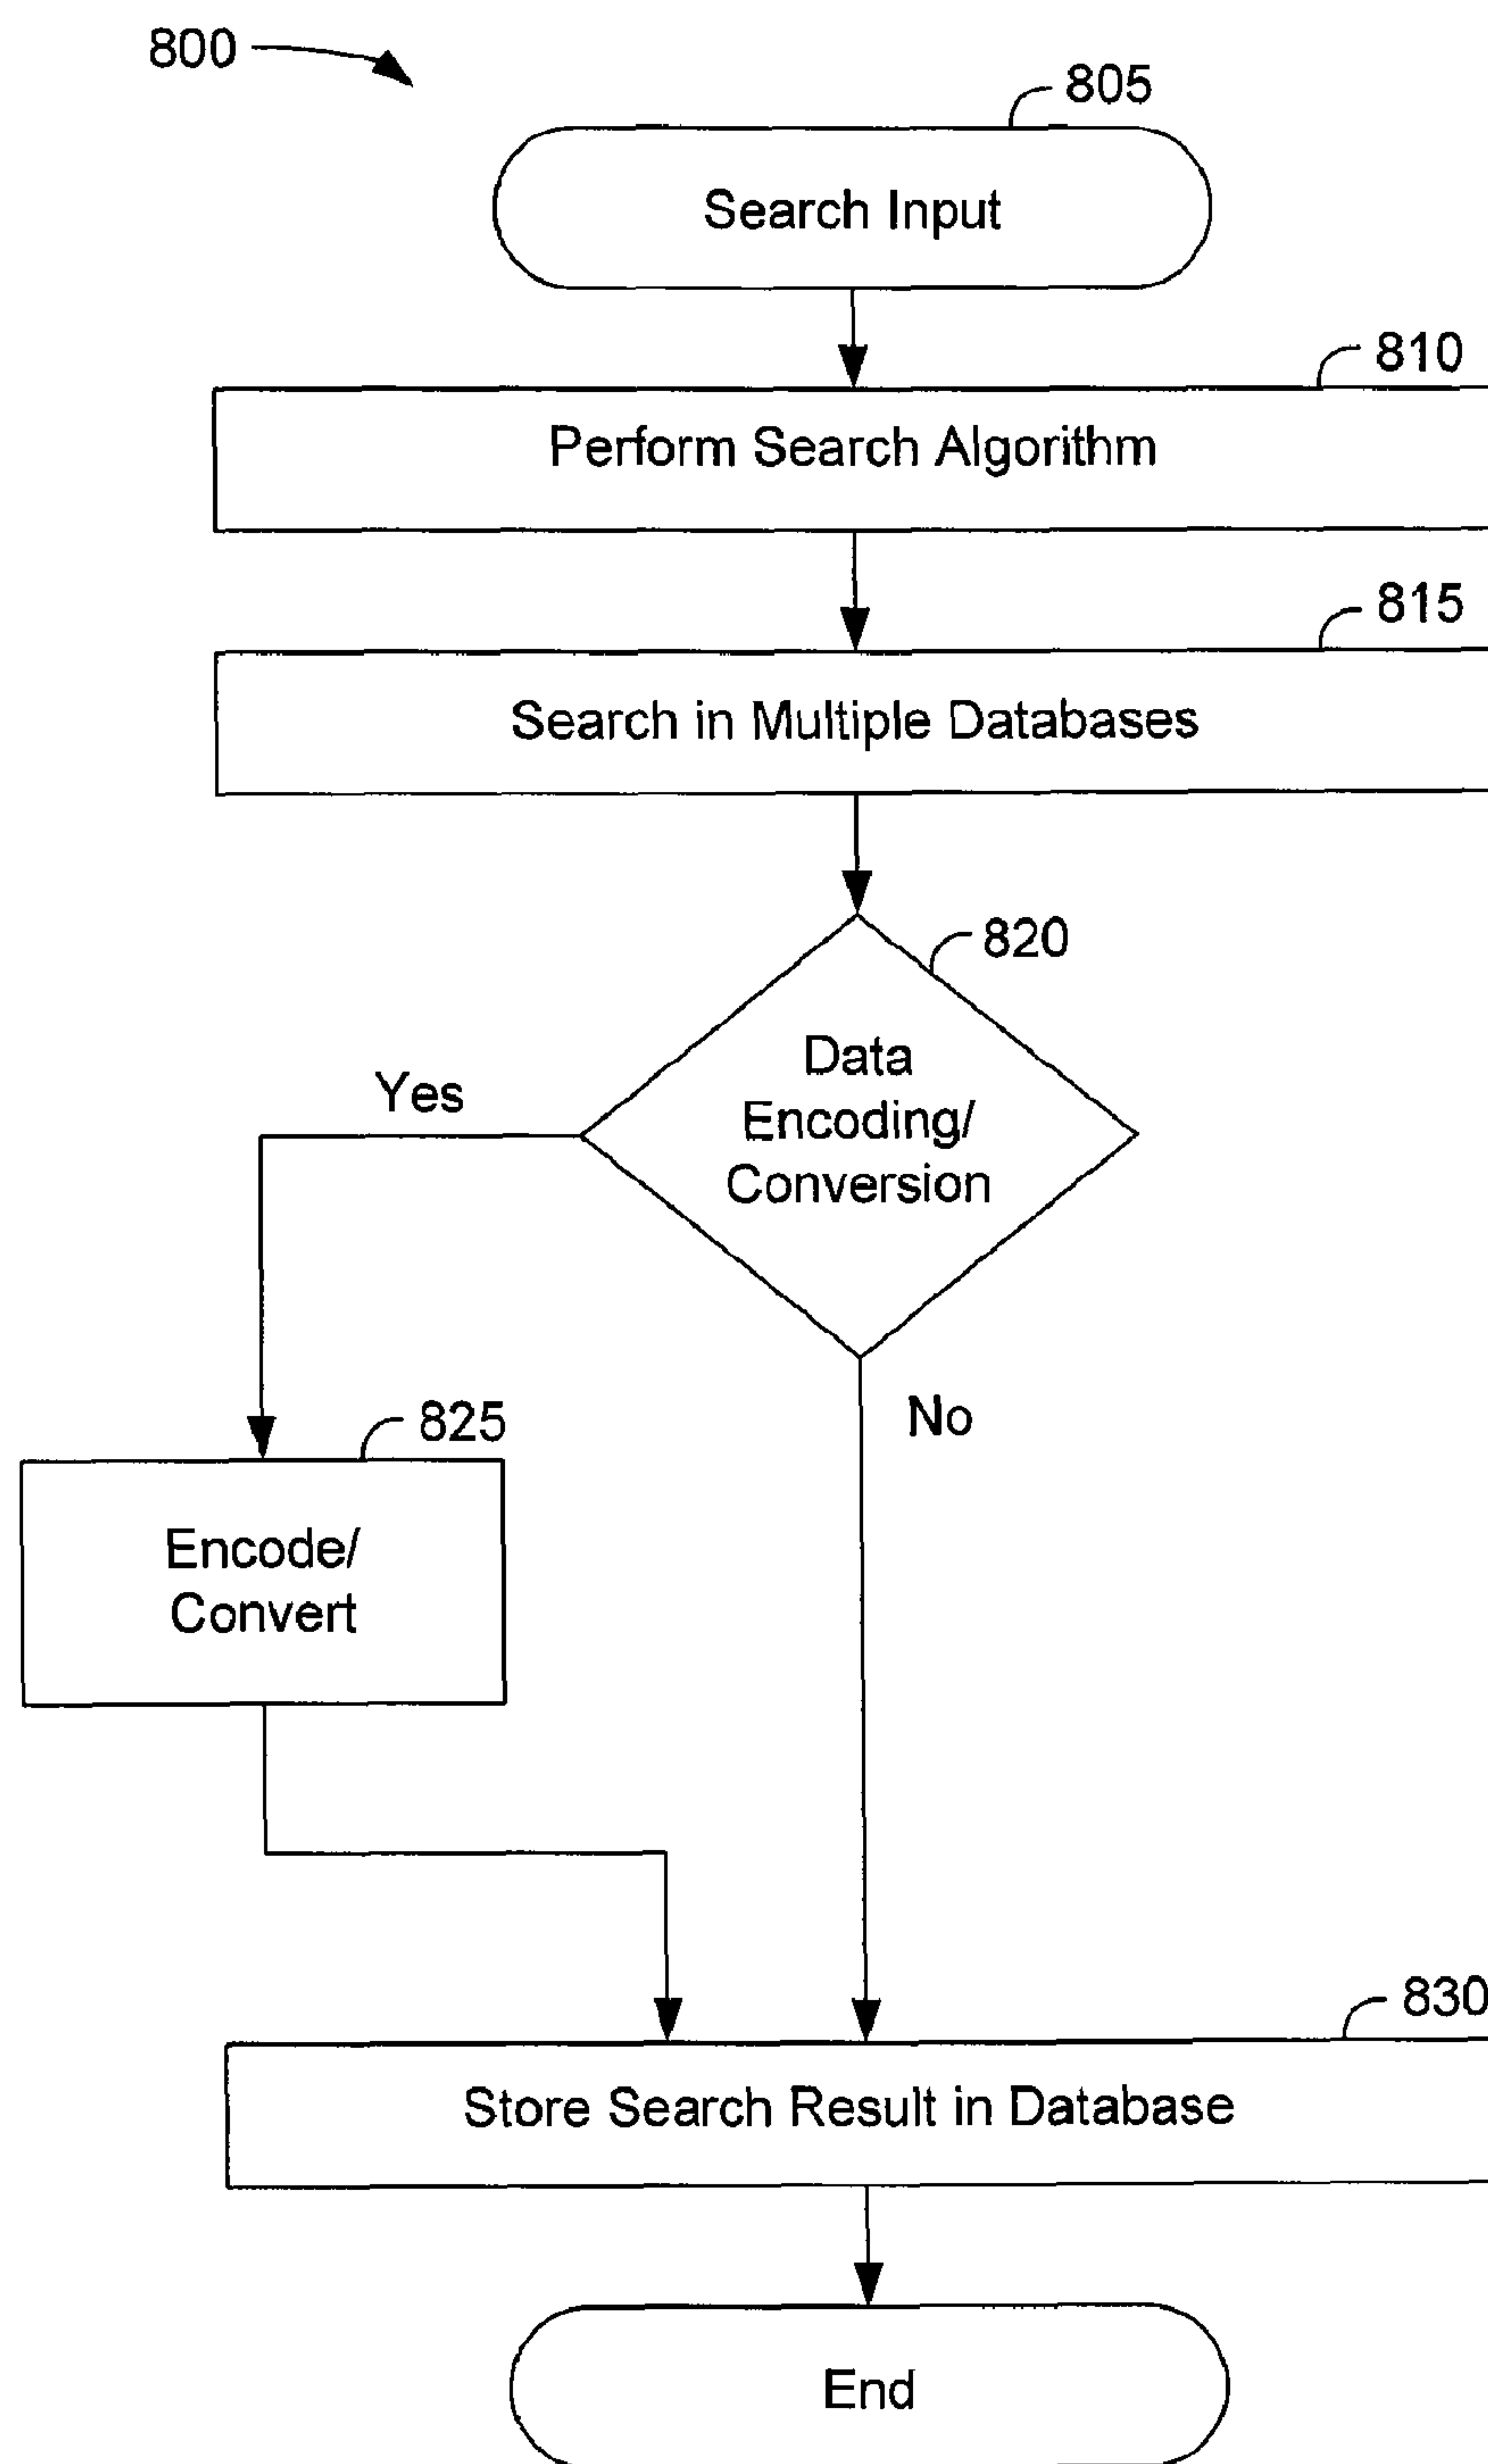 800
805
Search Input
810
Perform Search Algorithm
815
Search in Multiple Databases
820
Data
Encoding/
Conversion
Yes
No
825
Encode/
Convert
830
Store Search Result in Database
End